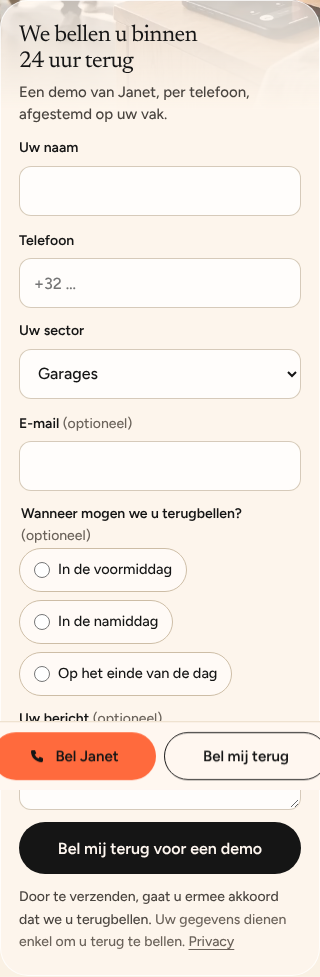 We bellen u binnen
24 uur terug
Een demo van Janet, per telefoon,
afgestemd op uw vak.
Uw naam
Telefoon
+32 ...
Uw sector
Garages
E-mail (optioneel)
Wanneer mogen we u terugbellen?
(optioneel)
In de voormiddag
In de namiddag
Op het einde van de dag
Uw bericht (optioneel)
Bel Janet
Bel mij terug
Bel mij terug voor een demo
Door te verzenden, gaat u ermee akkoord
dat we u terugbellen. Uw gegevens dienen
enkel om u terug te bellen. Privacy